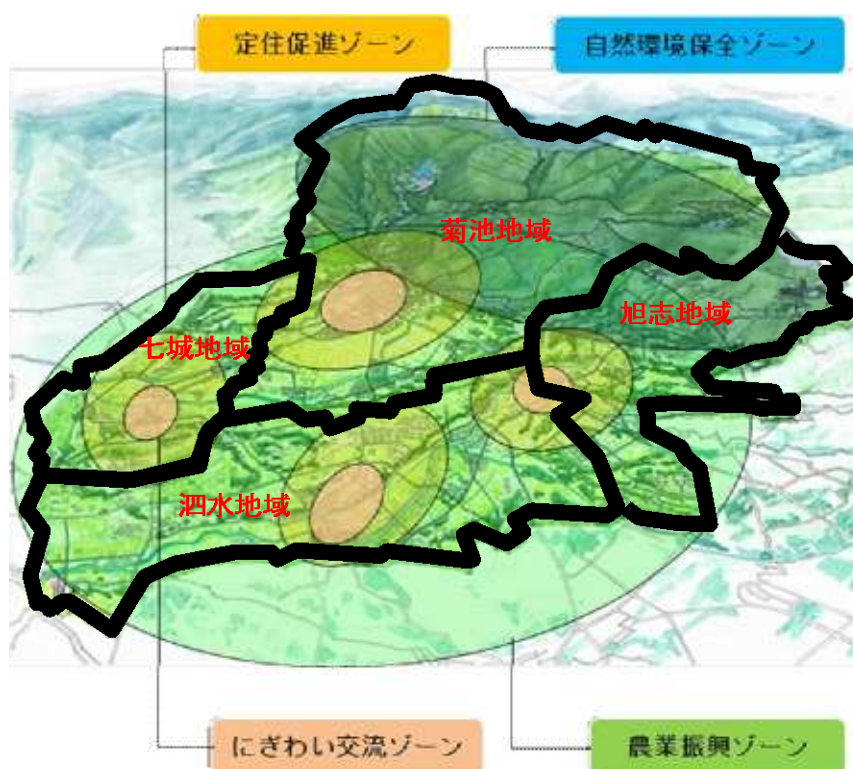 定住促進ゾーン
自然環境保全ゾーン
菊池地域
旭志地域
七城地域
泗水地域
にぎわい交流ゾーン
農業振興ゾーン